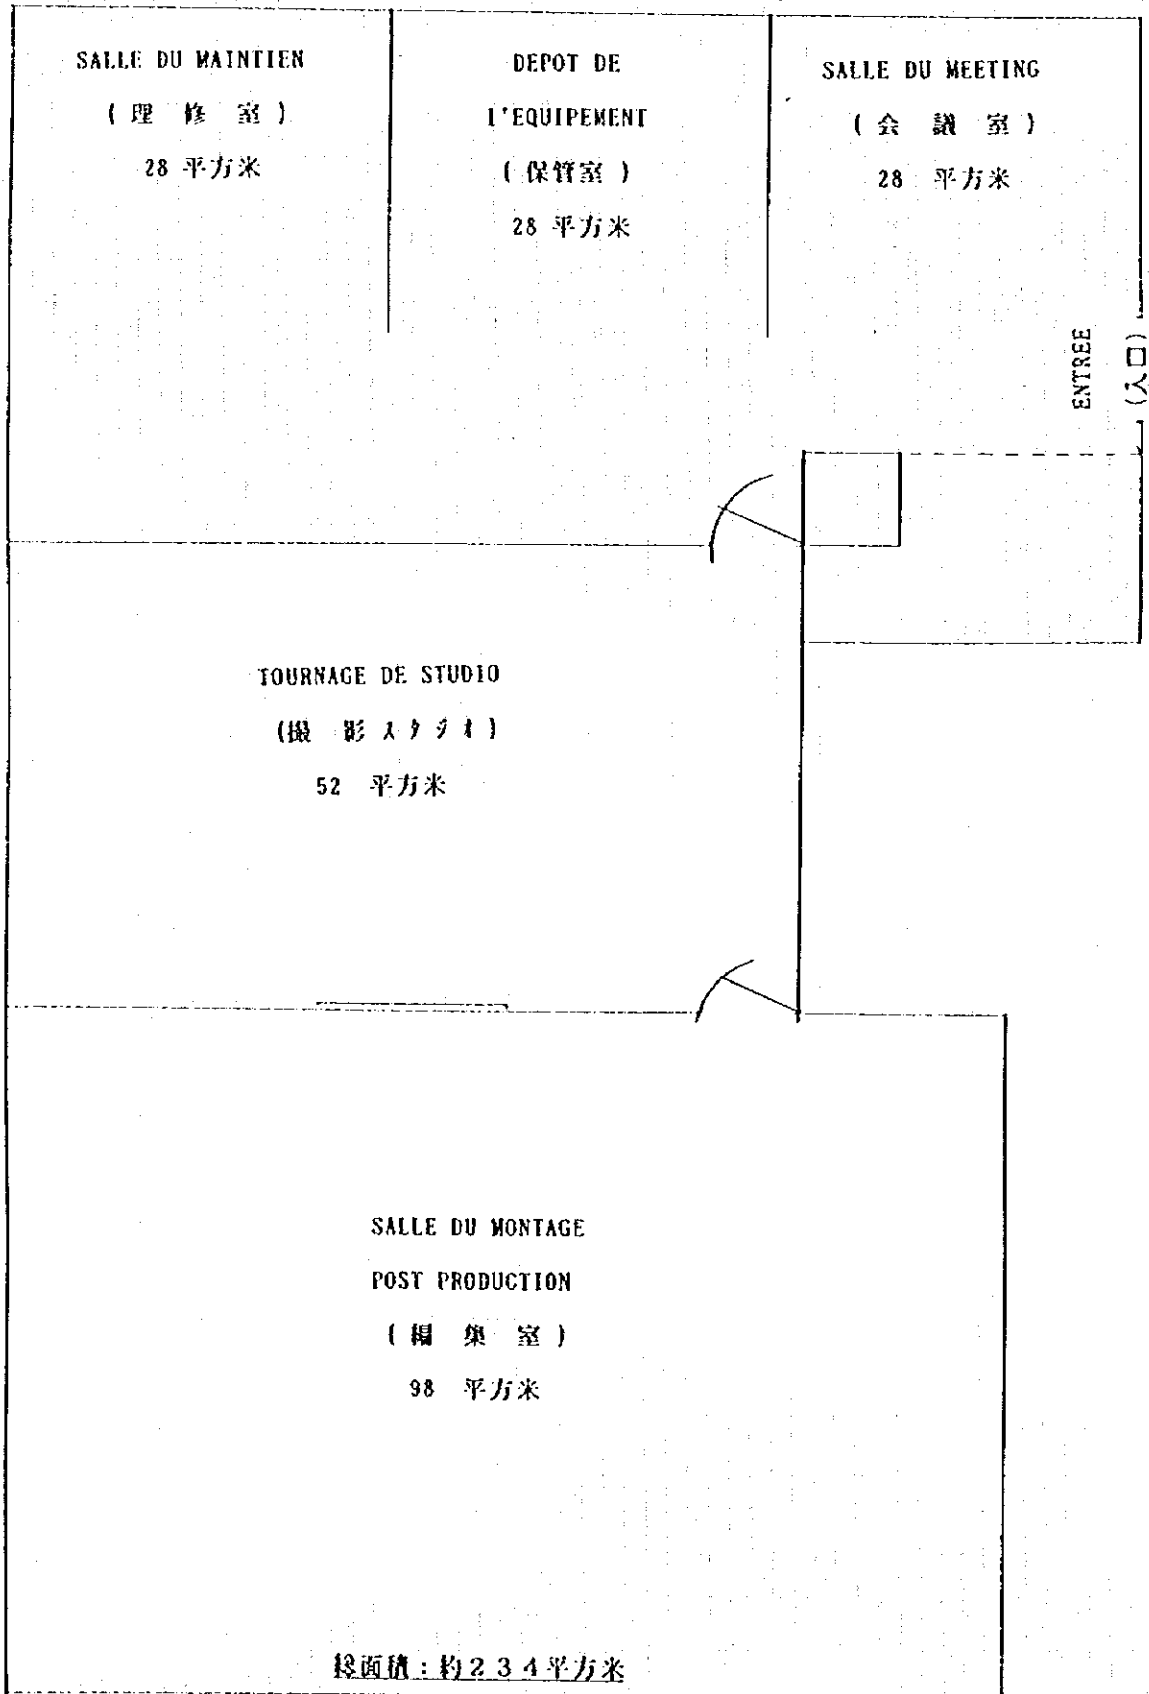 SALLE DU MAINTIEN
( 理 修 室 )
28 平方米
DEPOT DE
l'EQUIPEMENT
( 保管室 )
28 平方米
SALLE DU MEETING
( 会 議 室 )
28 平方米
ENTREE
(入口)
TOURNAGE DE STUDIO
(撮 影 スタジオ)
52 平方米
SALLE DU MONTAGE
POST PRODUCTION
( 編 集 室 )
98 平方米
総面積：約２３４平方米